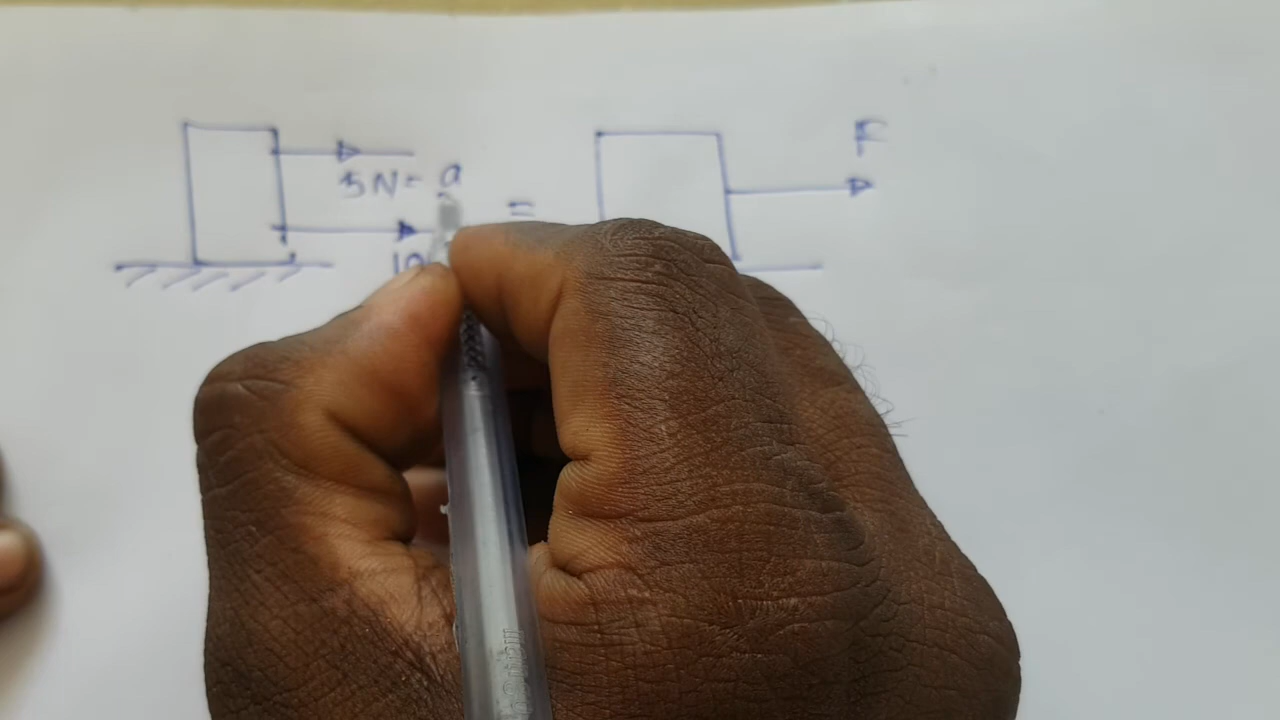 F
5N = a
=
10